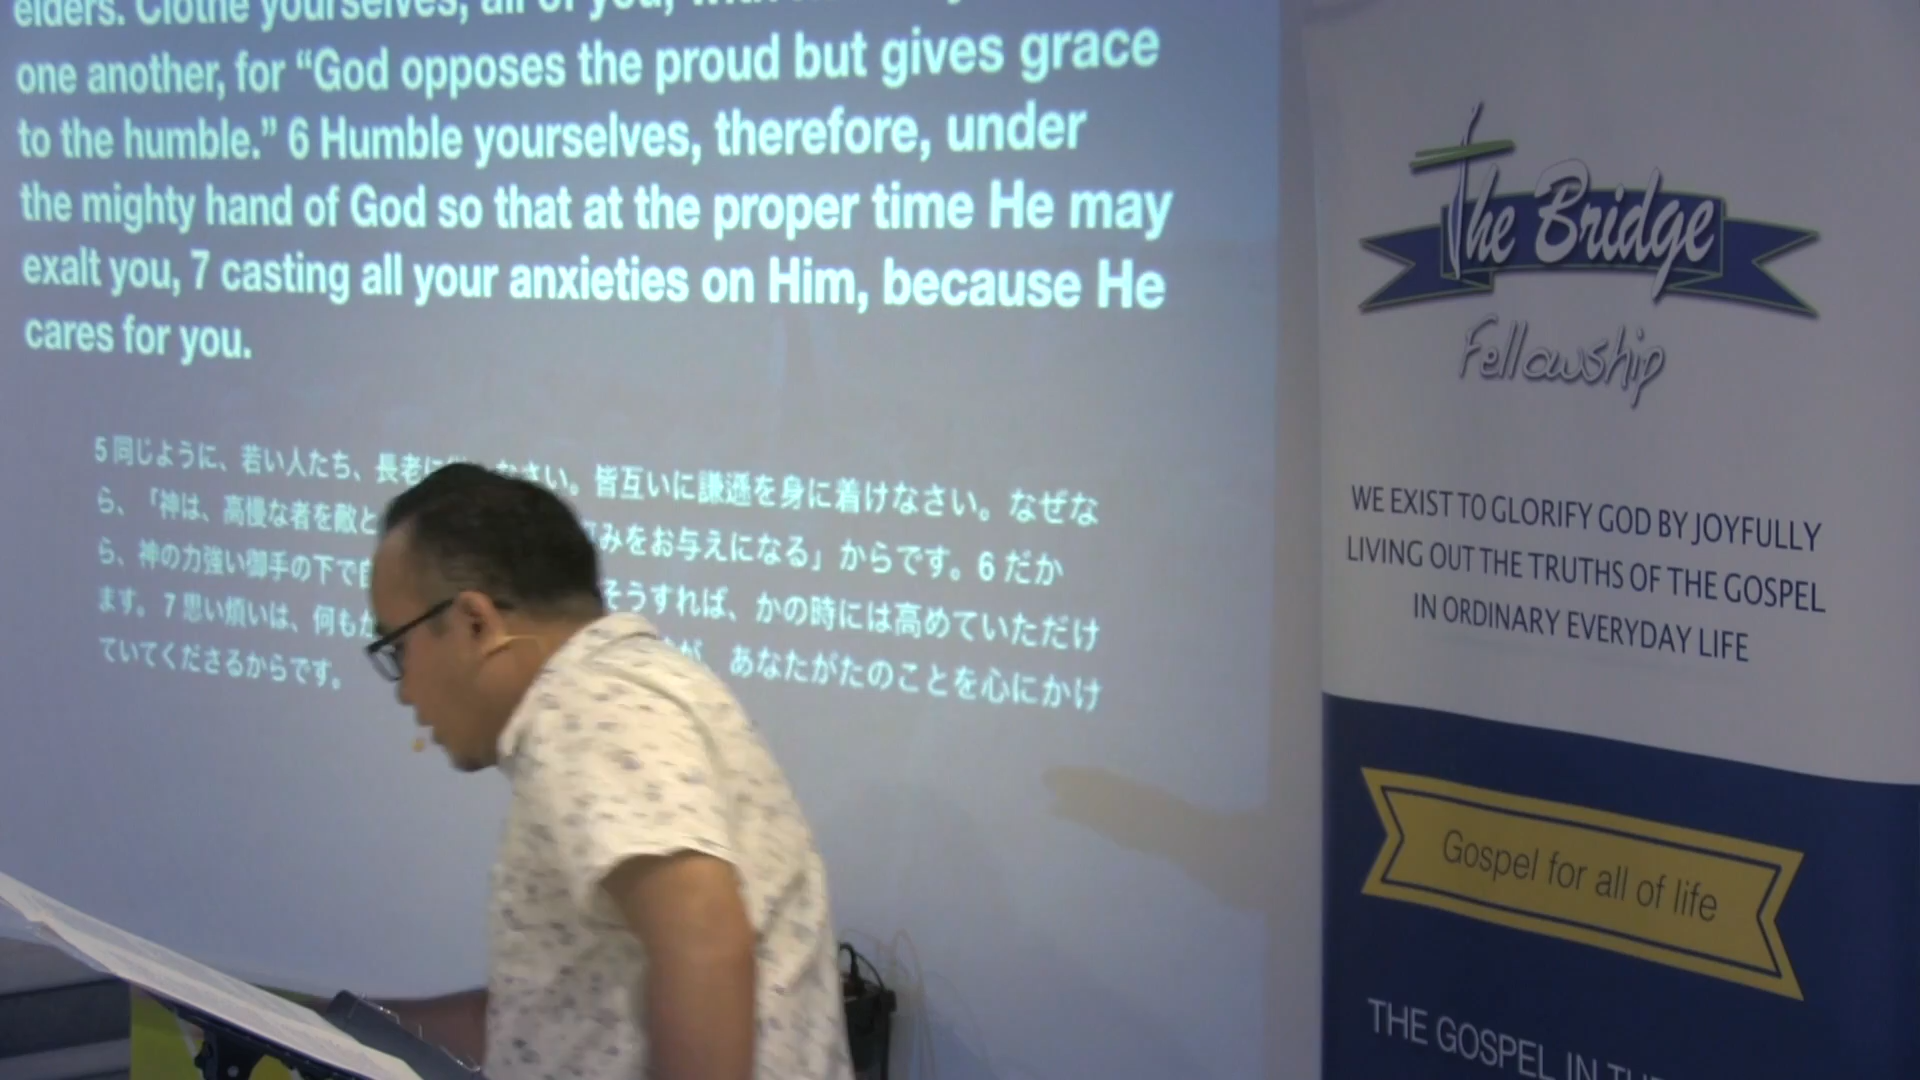 elders. Clothe yourselves, all of you, with
one another, for “God opposes the proud but gives grace
to the humble.” 6 Humble yourselves, therefore, under
the mighty hand of God so that at the proper time He may
exalt you, 7 casting all your anxieties on Him, because He
cares for you.
5 同じように、若い人たち、長老に なさい。皆互いに謙遜を身に着けなさい。なぜな
ら、「神は、高慢な者を敵と みをお与えになる」からです。6 だか
ら、神の力強い御手の下で自 そうすれば、かの時には高めていただけ
ます。7 思い煩いは、何も が、あなたがたのことを心にかけ
ていてくださるからです。
The Bridge
Fellowship
WE EXIST TO GLORIFY GOD BY JOYFULLY
LIVING OUT THE TRUTHS OF THE GOSPEL
IN ORDINARY EVERYDAY LIFE
Gospel for all of life
THE GOSPEL IN